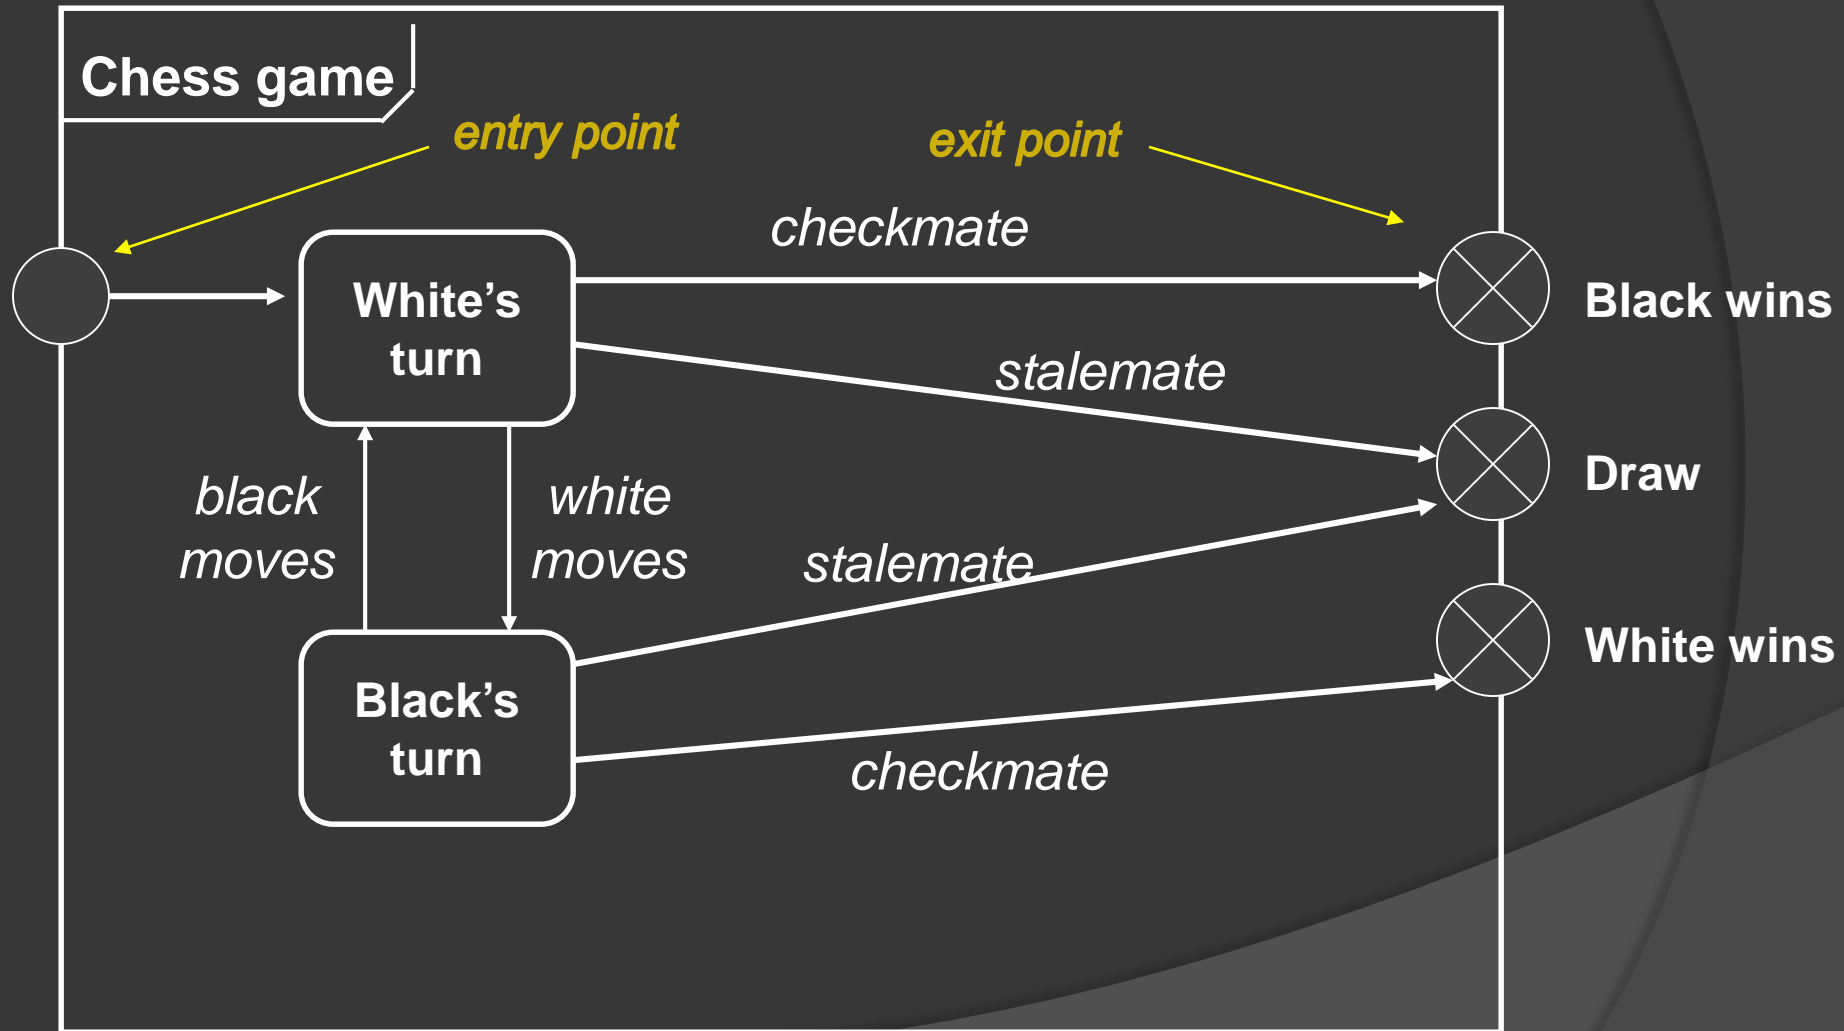 Chess game
entry point
exit point
checkmate
White’s
turn
Black wins
stalemate
Draw
black
moves
white
moves
stalemate
White wins
Black’s
turn
checkmate